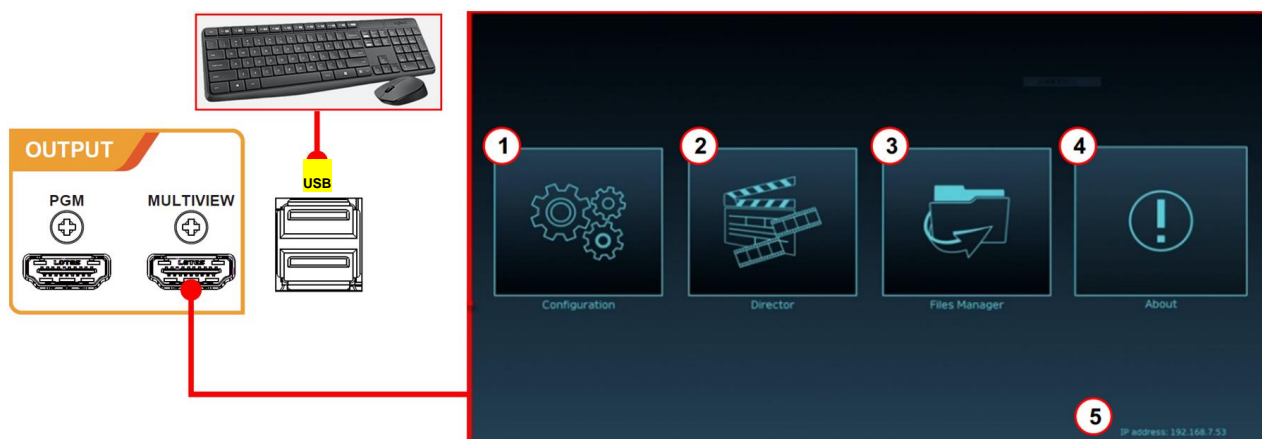 OUTPUT
PGM
MULTIVIEW
USB
1
2
3
4
Configuration
Director
Files Manager
About
5
IP address: 192.168.7.53